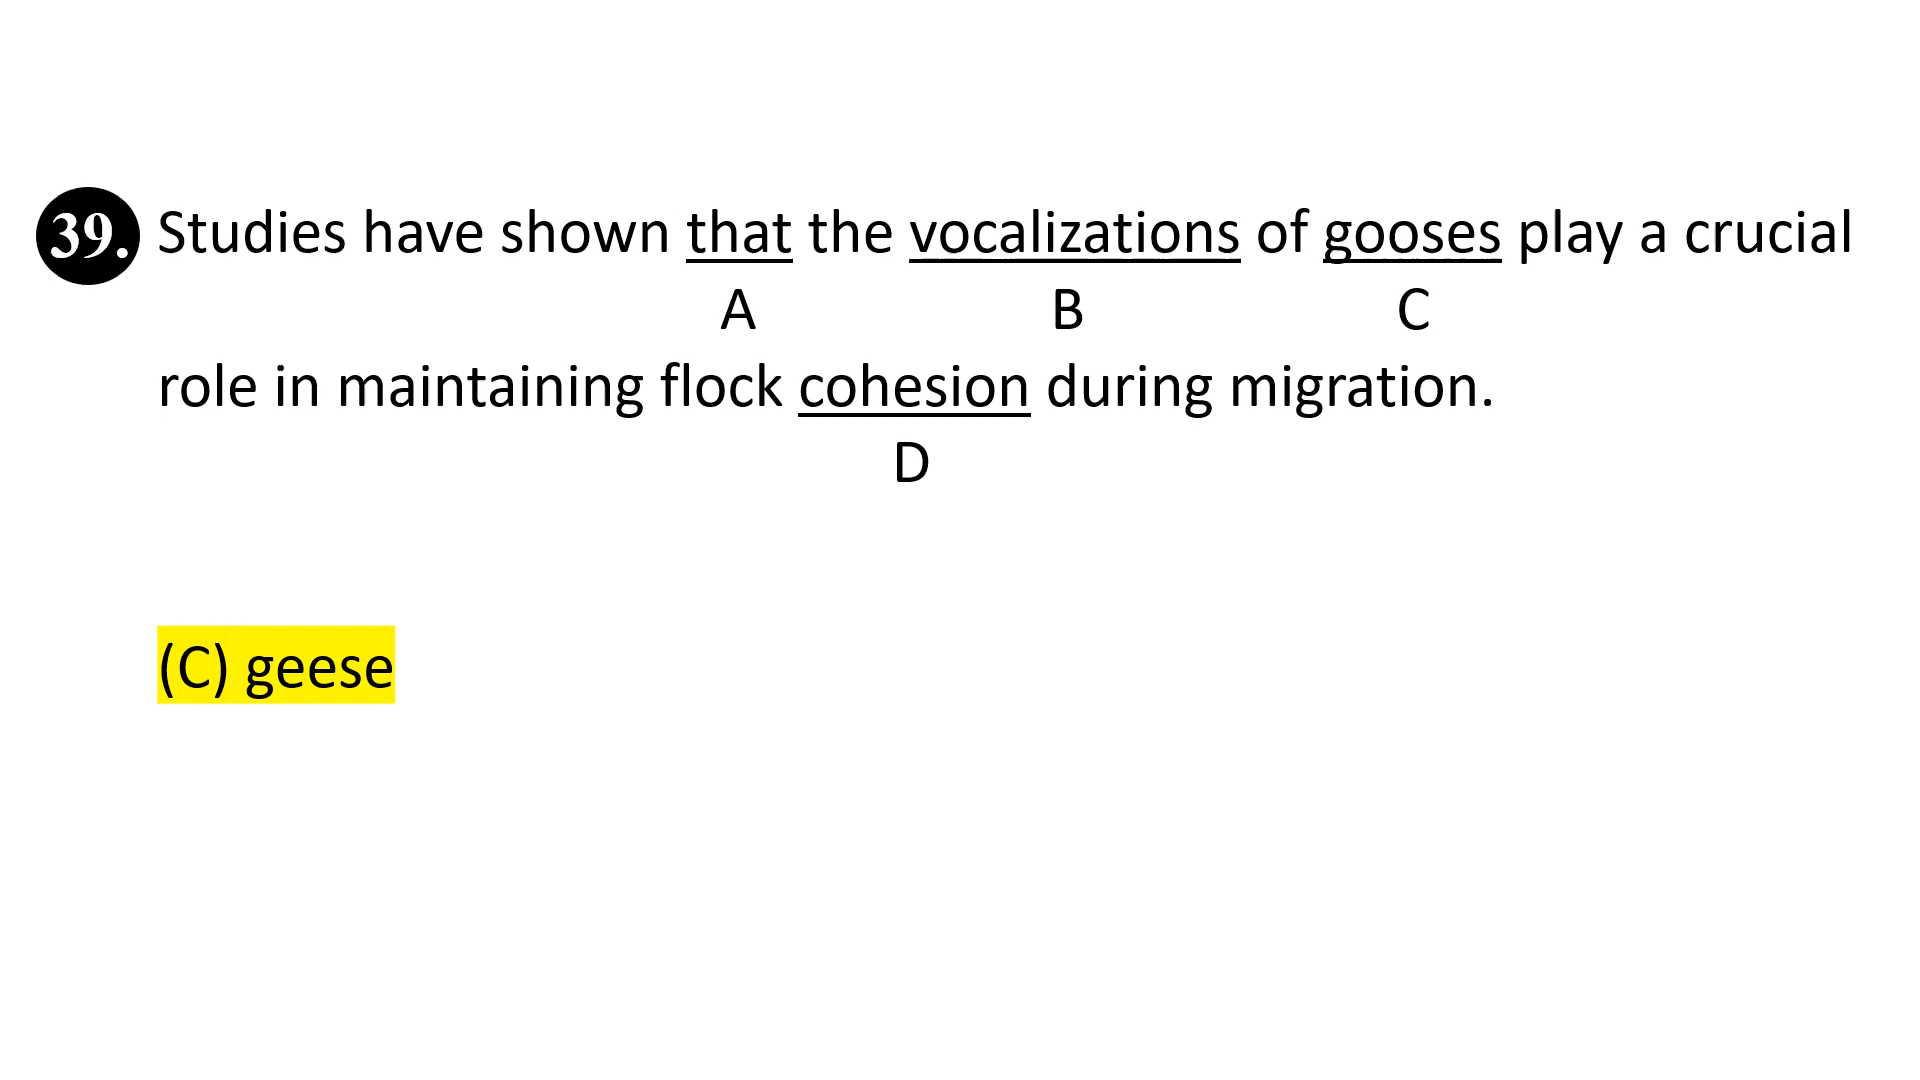 39. Studies have shown that the vocalizations of gooses play a crucial
A B C
role in maintaining flock cohesion during migration.
D
(C) geese